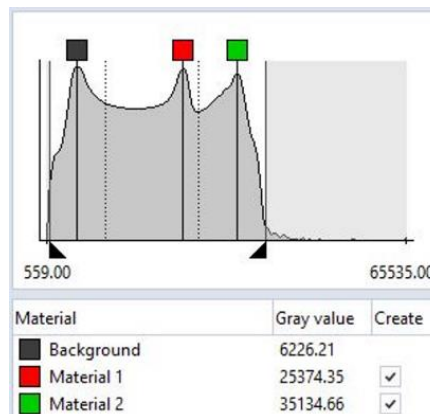 559.00 65535.00
Material Gray value Create
Background 6226.21
Material 1 25374.35
Material 2 35134.66